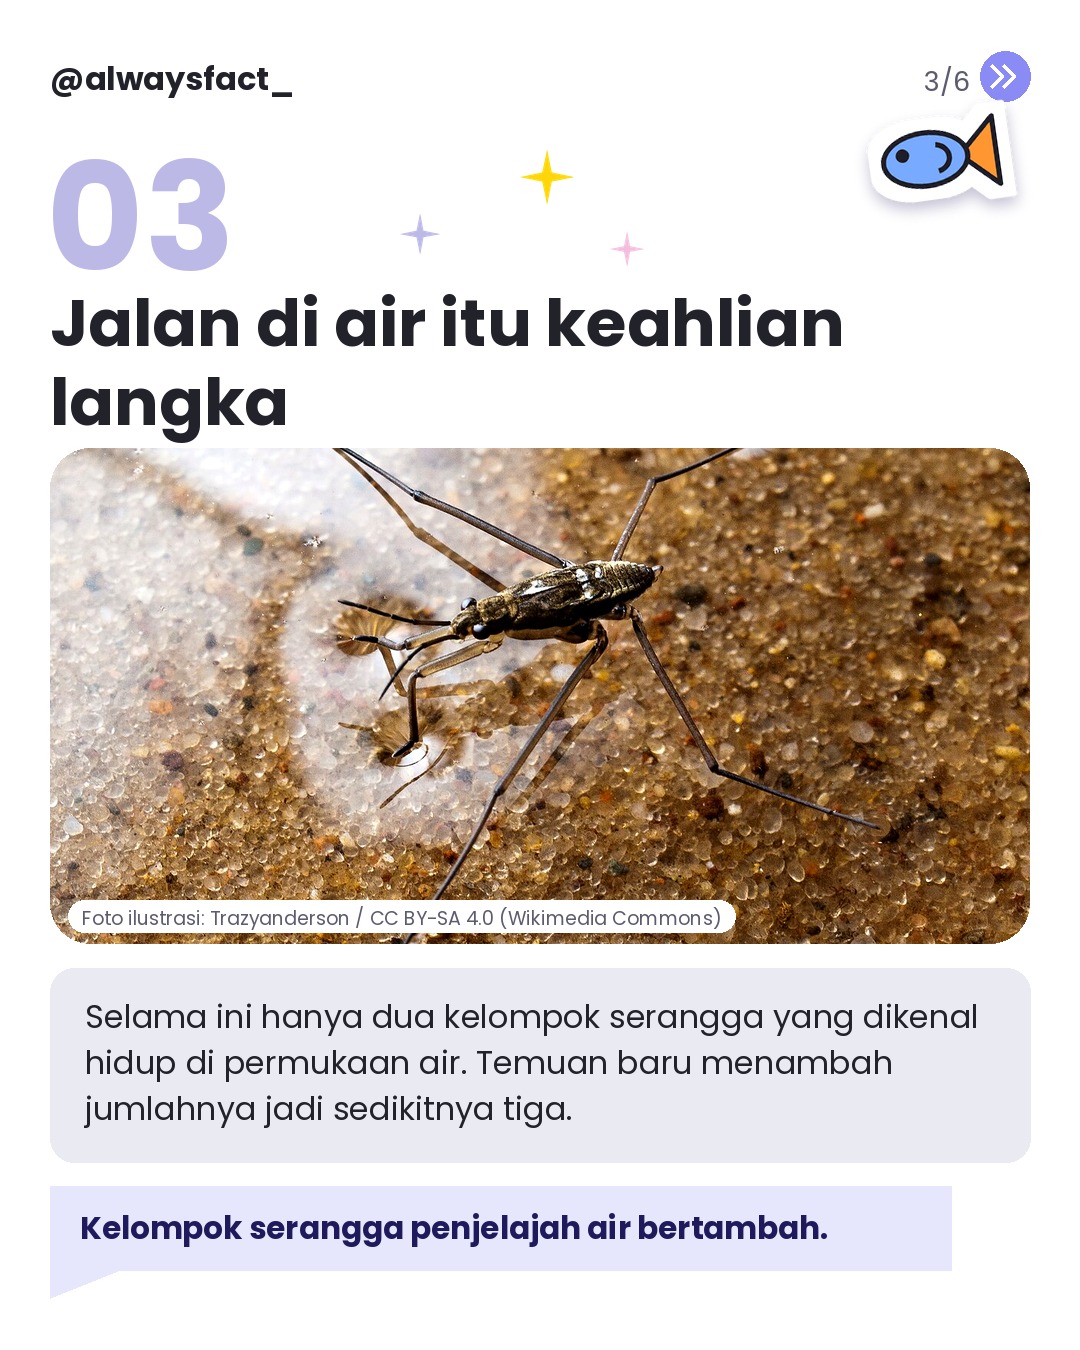 @alwaysfact_
3/6
03
Jalan di air itu keahlian
langka
Foto ilustrasi: Trazyanderson / CC BY-SA 4.0 (Wikimedia Commons)
Selama ini hanya dua kelompok serangga yang dikenal
hidup di permukaan air. Temuan baru menambah
jumlahnya jadi sedikitnya tiga.
Kelompok serangga penjelajah air bertambah.